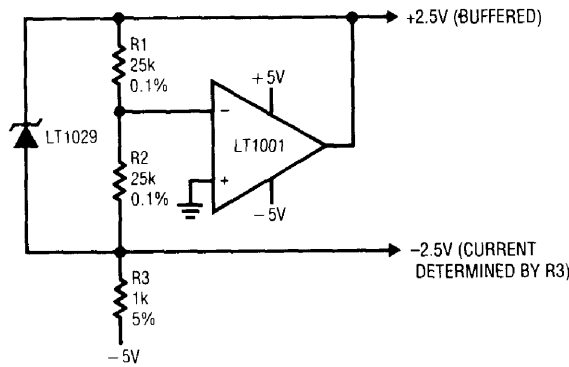 +2.5V (BUFFERED)
R1
25k
0.1%
+5V
−
LT1029
LT1001
R2
25k
0.1%
+
−5V
−2.5V (CURRENT
DETERMINED BY R3)
R3
1k
5%
−5V